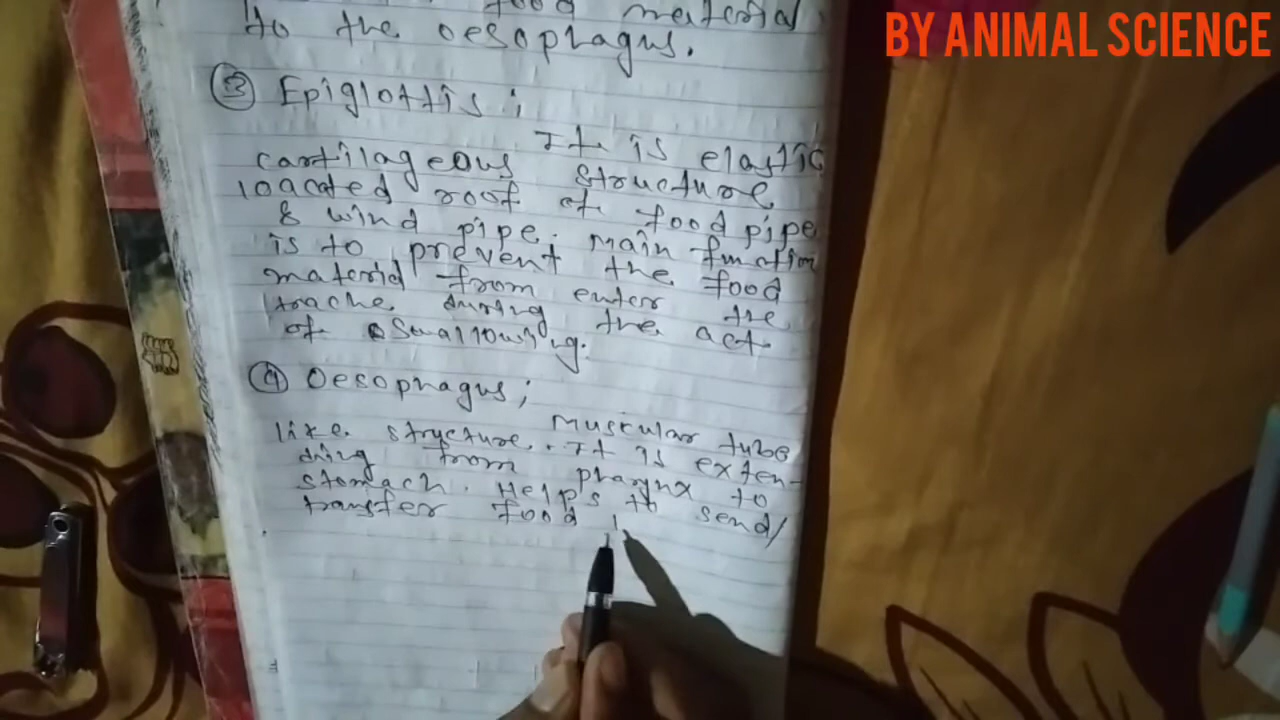 BY ANIMAL SCIENCE
food material
to the oesophagus.
③ Epiglottis;
It is elastic
cartilageous structure
loacated roof of food pipe
& wind pipe. main function
is to prevent the food
material from enter the
trache during the act
of swallowing.
④ Oesophagus;
Muscular tube
like structure. It is exten-
ding from pharynx to
stomach. Helps to send/
transfer food